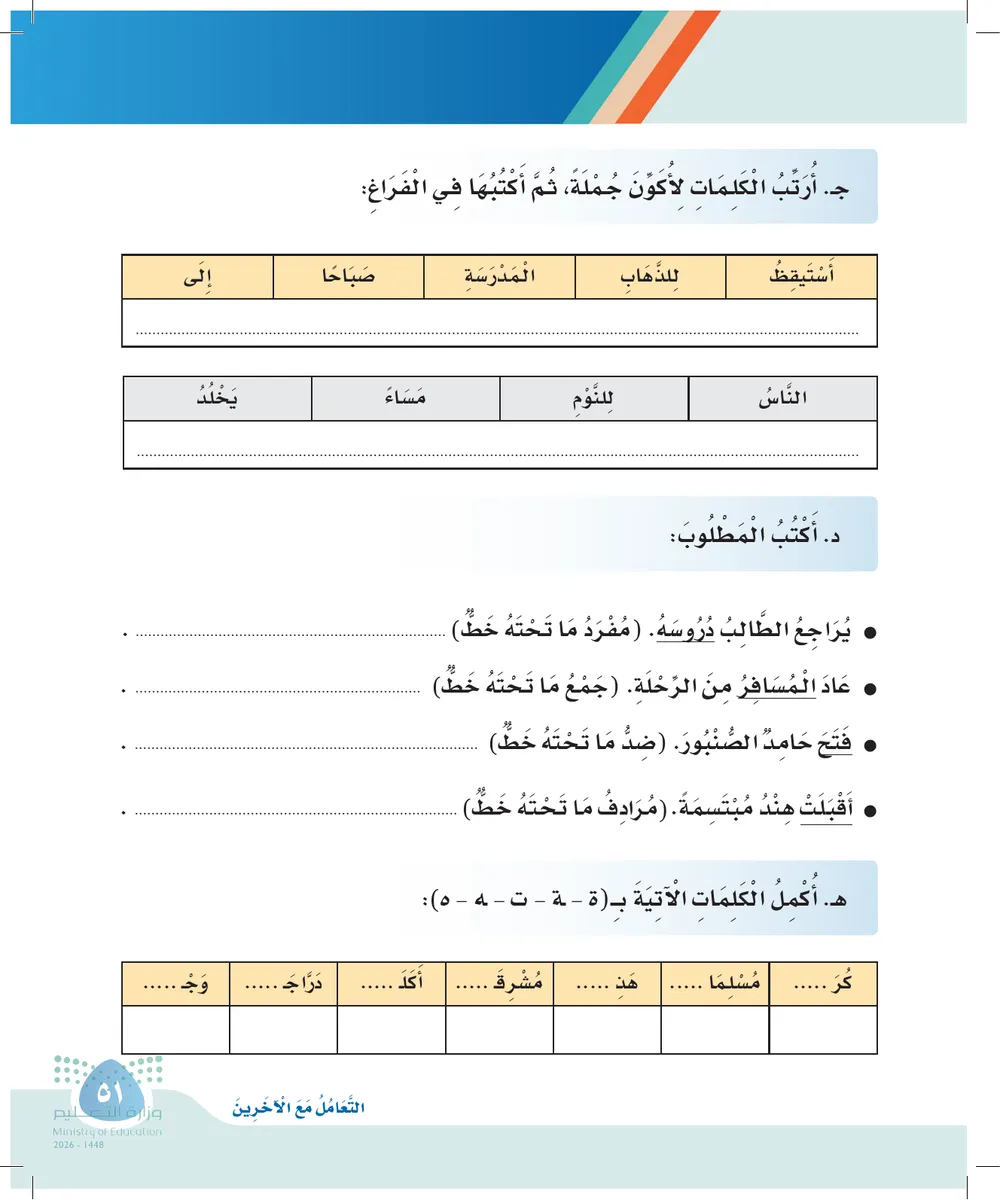 جـ. أُرَتِّبُ الْكَلِمَاتِ لِأُكَوِّنَ جُمْلَةً، ثُمَّ أَكْتُبُهَا فِي الْفَرَاغِ:
أَسْتَيقِظُ لِلذَّهَابِ الْمَدْرَسَةِ صَبَاحًا إِلَى
................................................
النَّاسُ لِلنَّوْمِ مَسَاءً يَخْلُدُ
................................................
د. أَكْتُبُ الْمَطْلُوبَ:
● يُرَاجِعُ الطَّالِبُ دُرُوسَهُ. (مُفْرَدُ مَا تَحْتَهُ خَطٌّ) ................................ .
● عَادَ الْمُسَافِرُ مِنَ الرِّحْلَةِ. (جَمْعُ مَا تَحْتَهُ خَطٌّ) ................................ .
● فَتَحَ حَامِدٌ الصُّنْبُورَ. (ضِدُّ مَا تَحْتَهُ خَطٌّ) ................................ .
● أَقْبَلَتْ هِنْدُ مُبْتَسِمَةً. (مُرَادِفُ مَا تَحْتَهُ خَطٌّ) ................................ .
هـ. أُكْمِلُ الْكَلِمَاتِ الْآتِيَةَ بِـ(ة – ـة – ت – ـه – ه):
كُرَ ..... مُسْلِمَا ..... هَذِ ..... مُشْرِقَـ ..... أَكَلَـ ..... دَرَّاجَـ ..... وَجْـ .....
التَّعَامُلُ مَعَ الْآخَرِينَ
٥١
وزارة التعليم
Ministry of Education
2026 - 1448